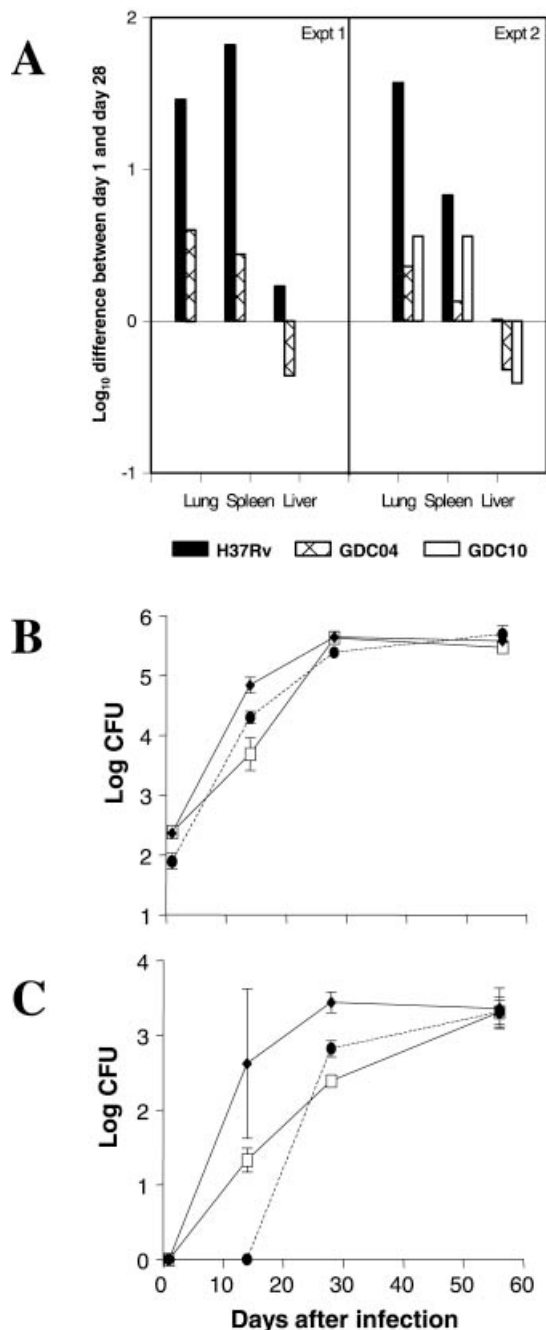 A
Expt 1
Expt 2
Log10 difference between day 1 and day 28
2
1
0
-1
Lung Spleen Liver
Lung Spleen Liver
H37Rv GDC04 GDC10
B
Log CFU
6
5
4
3
2
1
C
Log CFU
4
3
2
1
0
0 10 20 30 40 50 60
Days after infection